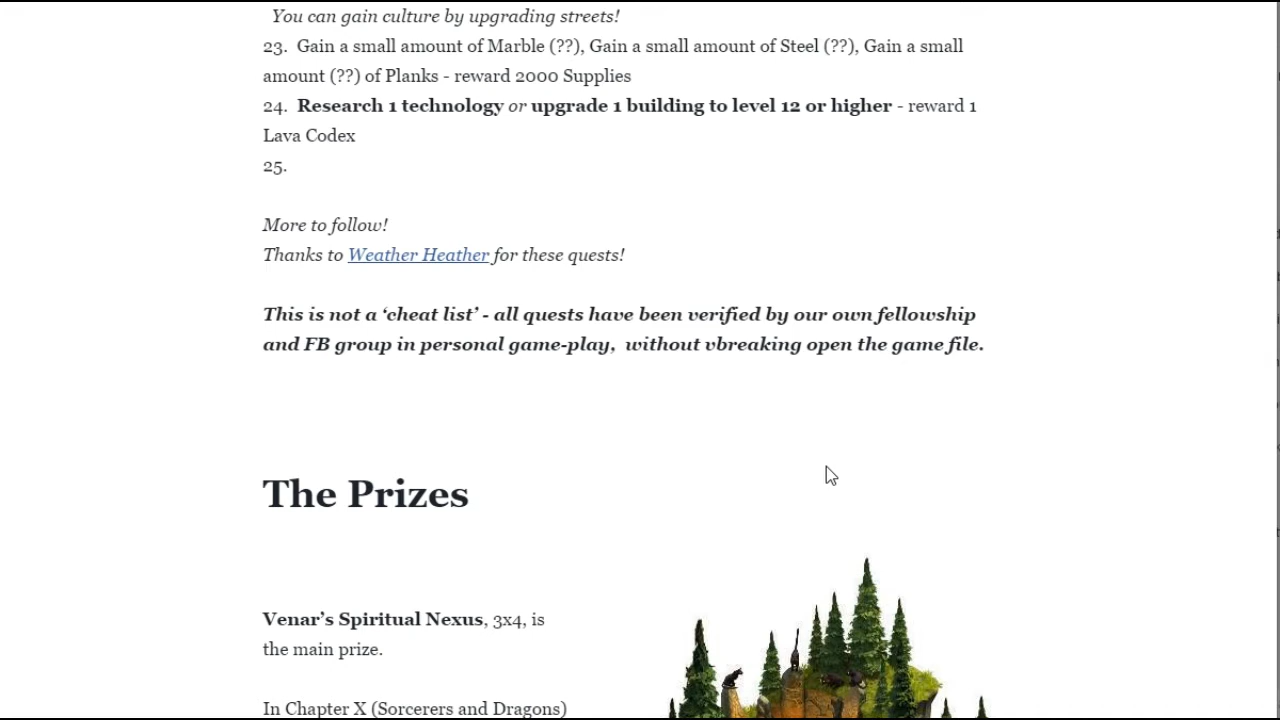 You can gain culture by upgrading streets!
23. Gain a small amount of Marble (??), Gain a small amount of Steel (??), Gain a small
amount (??) of Planks - reward 2000 Supplies
24. Research 1 technology or upgrade 1 building to level 12 or higher - reward 1
Lava Codex
25.
More to follow!
Thanks to Weather Heather for these quests!
This is not a ‘cheat list’ - all quests have been verified by our own fellowship
and FB group in personal game-play, without vbreaking open the game file.
The Prizes
Venar’s Spiritual Nexus, 3x4, is
the main prize.
In Chapter X (Sorcerers and Dragons)